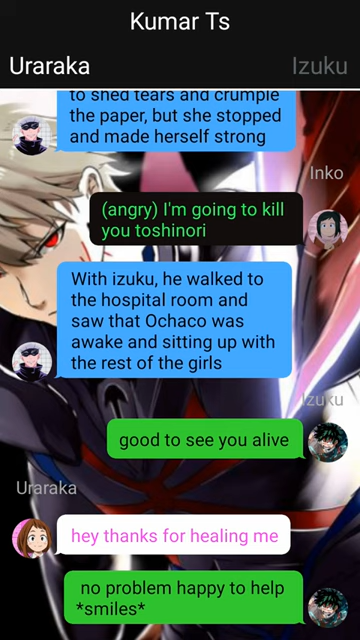 Kumar Ts
Uraraka
Izuku
to shed tears and crumple
the paper, but she stopped
and made herself strong
Inko
(angry) I'm going to kill
you toshinori
With izuku, he walked to
the hospital room and
saw that Ochaco was
awake and sitting up with
the rest of the girls
Izuku
good to see you alive
Uraraka
hey thanks for healing me
no problem happy to help
*smiles*